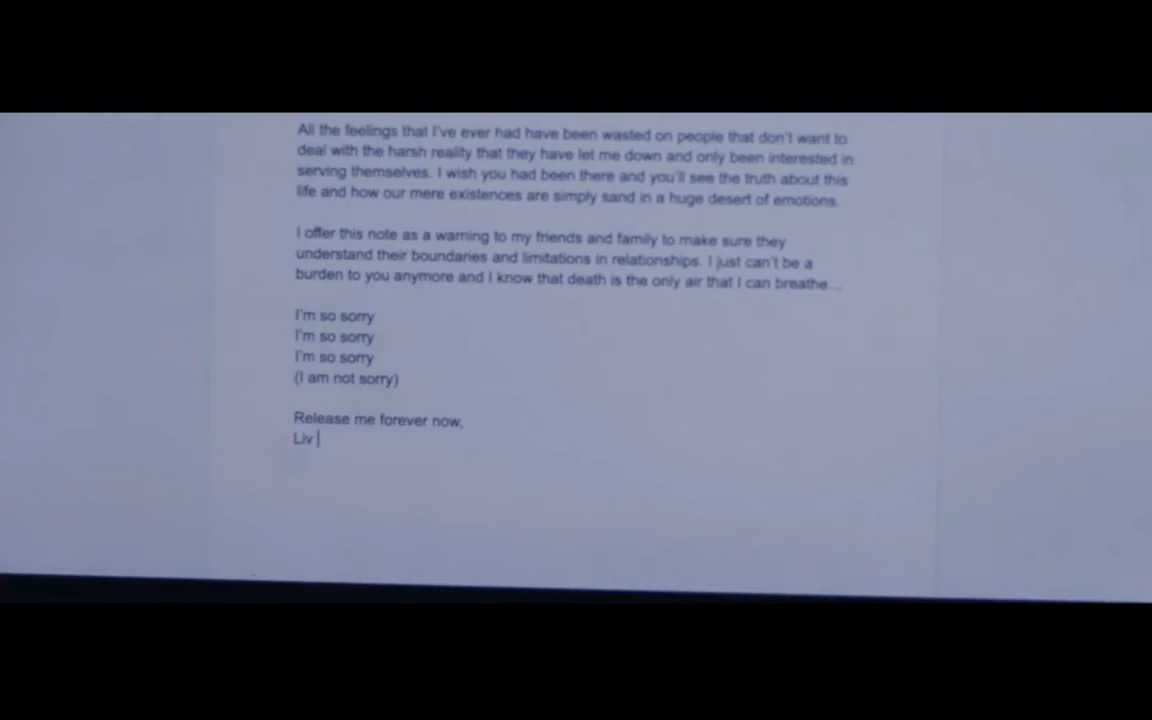 All the feelings that I've ever had have been wasted on people that don't want to
deal with the harsh reality that they have let me down and only been interested in
serving themselves. I wish you had been there and you'll see the truth about this
life and how our mere existences are simply sand in a huge desert of emotions.
I offer this note as a warning to my friends and family to make sure they
understand their boundaries and limitations in relationships. I just can't be a
burden to you anymore and I know that death is the only air that I can breathe...
I'm so sorry
I'm so sorry
I'm so sorry
(I am not sorry)
Release me forever now,
Liv